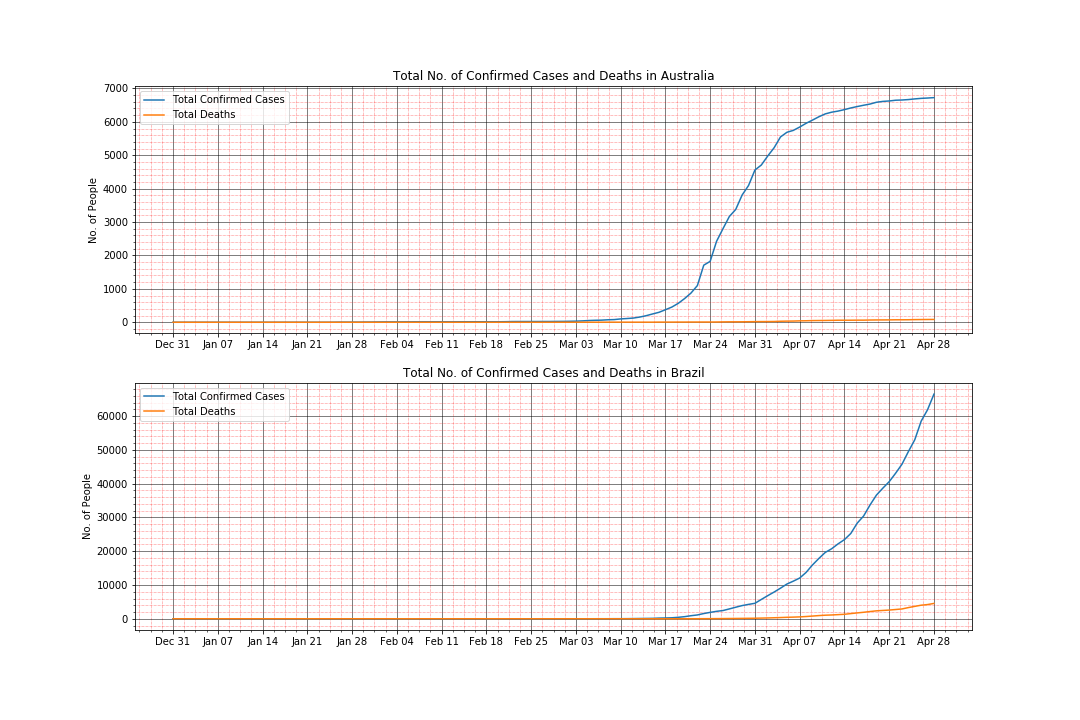 Total No. of Confirmed Cases and Deaths in Australia
No. of People
7000
6000
5000
4000
3000
2000
1000
0
Total Confirmed Cases
Total Deaths
Dec 31 Jan 07 Jan 14 Jan 21 Jan 28 Feb 04 Feb 11 Feb 18 Feb 25 Mar 03 Mar 10 Mar 17 Mar 24 Mar 31 Apr 07 Apr 14 Apr 21 Apr 28
Total No. of Confirmed Cases and Deaths in Brazil
No. of People
60000
50000
40000
30000
20000
10000
0
Total Confirmed Cases
Total Deaths
Dec 31 Jan 07 Jan 14 Jan 21 Jan 28 Feb 04 Feb 11 Feb 18 Feb 25 Mar 03 Mar 10 Mar 17 Mar 24 Mar 31 Apr 07 Apr 14 Apr 21 Apr 28